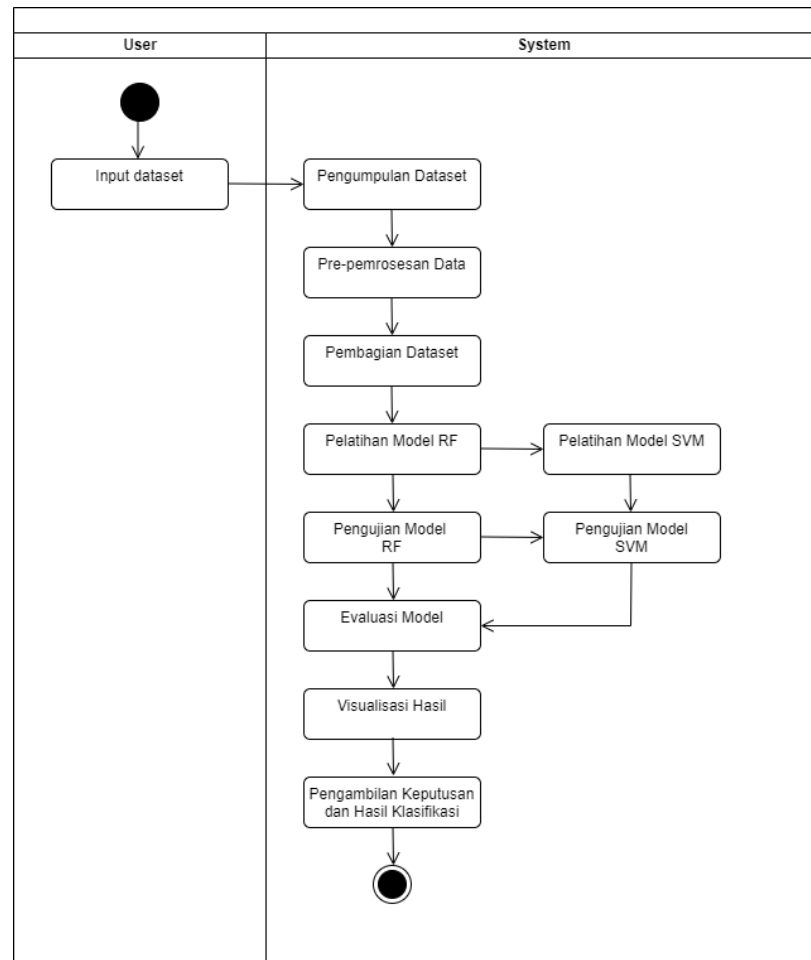 User
System
Input dataset
Pengumpulan Dataset
Pre-pemrosesan Data
Pembagian Dataset
Pelatihan Model RF
Pelatihan Model SVM
Pengujian Model
RF
Pengujian Model
SVM
Evaluasi Model
Visualisasi Hasil
Pengambilan Keputusan
dan Hasil Klasifikasi